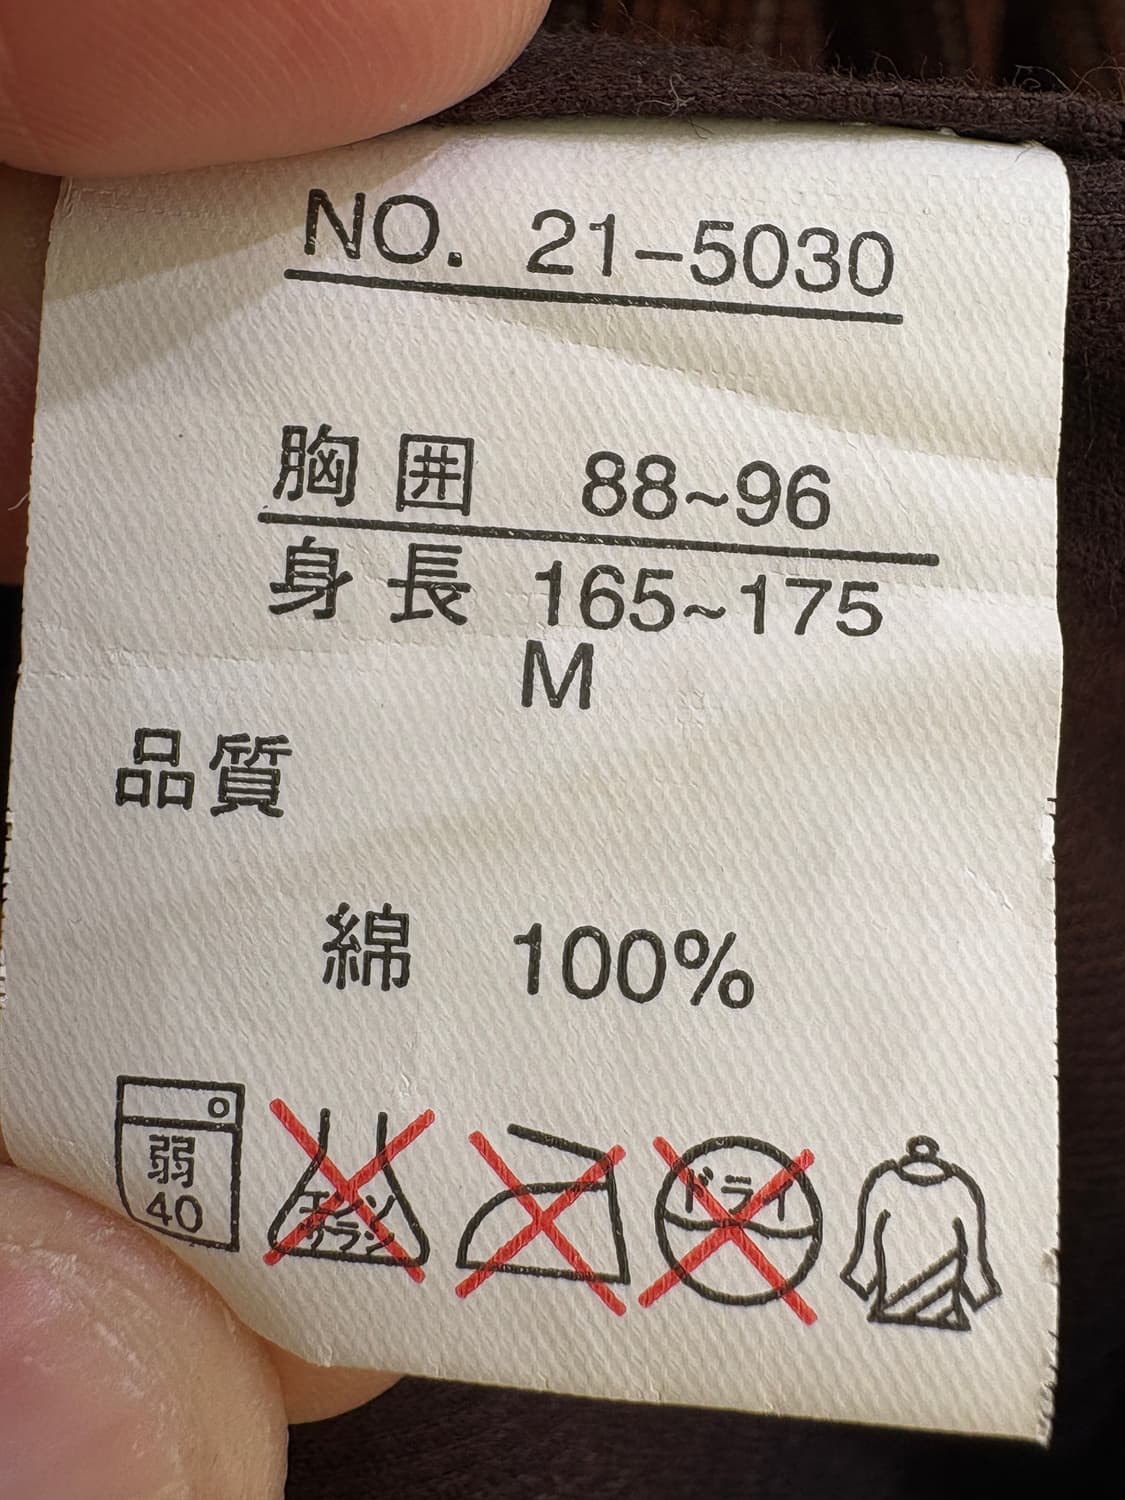 NO. 21-5030
胸囲 88~96
身長 165~175
M
品質
綿 100%
弱
40
エンソ
サラシ
ドライ